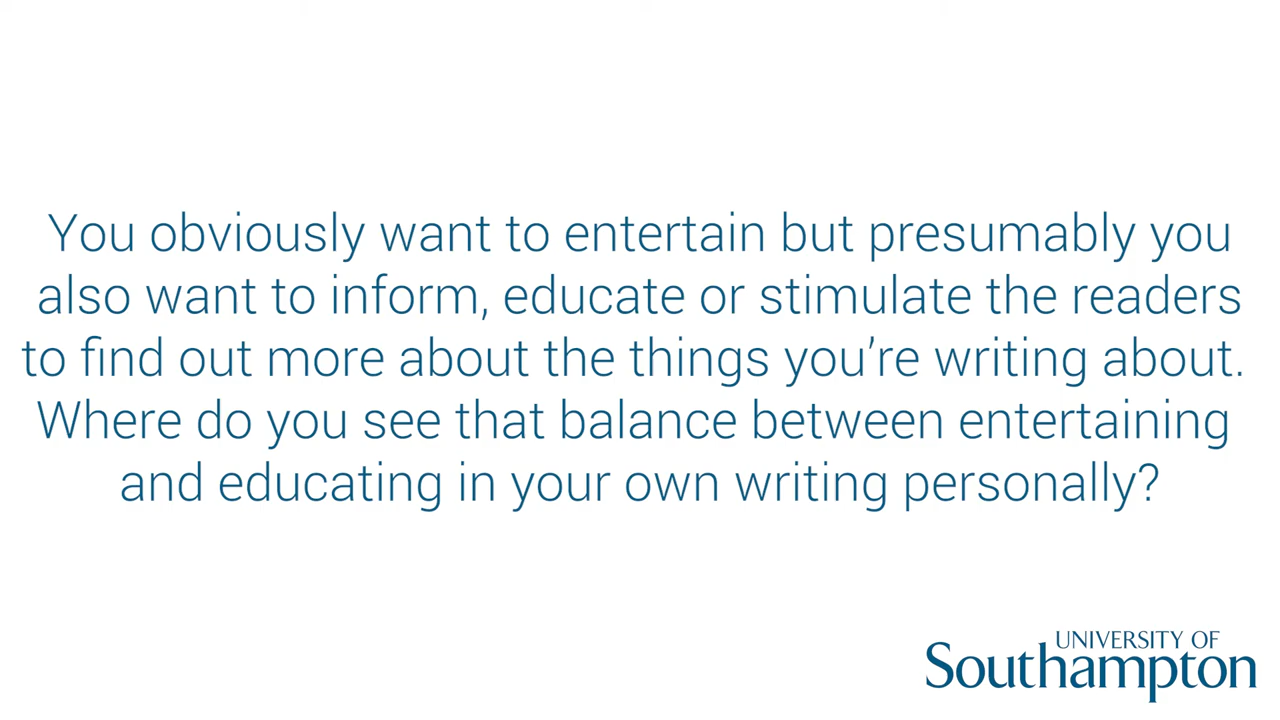 You obviously want to entertain but presumably you
also want to inform, educate or stimulate the readers
to find out more about the things you’re writing about.
Where do you see that balance between entertaining
and educating in your own writing personally?
UNIVERSITY OF
Southampton